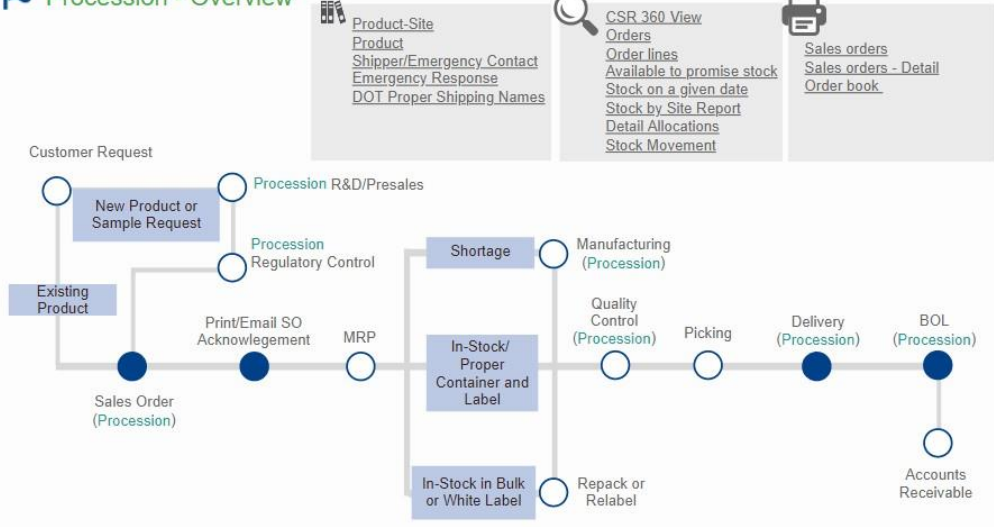 Procession - Overview
Product-Site
Product
Shipper/Emergency Contact
Emergency Response
DOT Proper Shipping Names
CSR 360 View
Orders
Order lines
Available to promise stock
Stock on a given date
Stock by Site Report
Detail Allocations
Stock Movement
Sales orders
Sales orders - Detail
Order book
Customer Request
New Product or
Sample Request
Procession R&D/Presales
Procession
Regulatory Control
Existing
Product
Print/Email SO
Acknowlegement
MRP
Sales Order
(Procession)
Shortage
In-Stock/
Proper
Container and
Label
In-Stock in Bulk
or White Label
Manufacturing
(Procession)
Quality
Control
(Procession)
Picking
Delivery
(Procession)
BOL
(Procession)
Repack or
Relabel
Accounts
Receivable